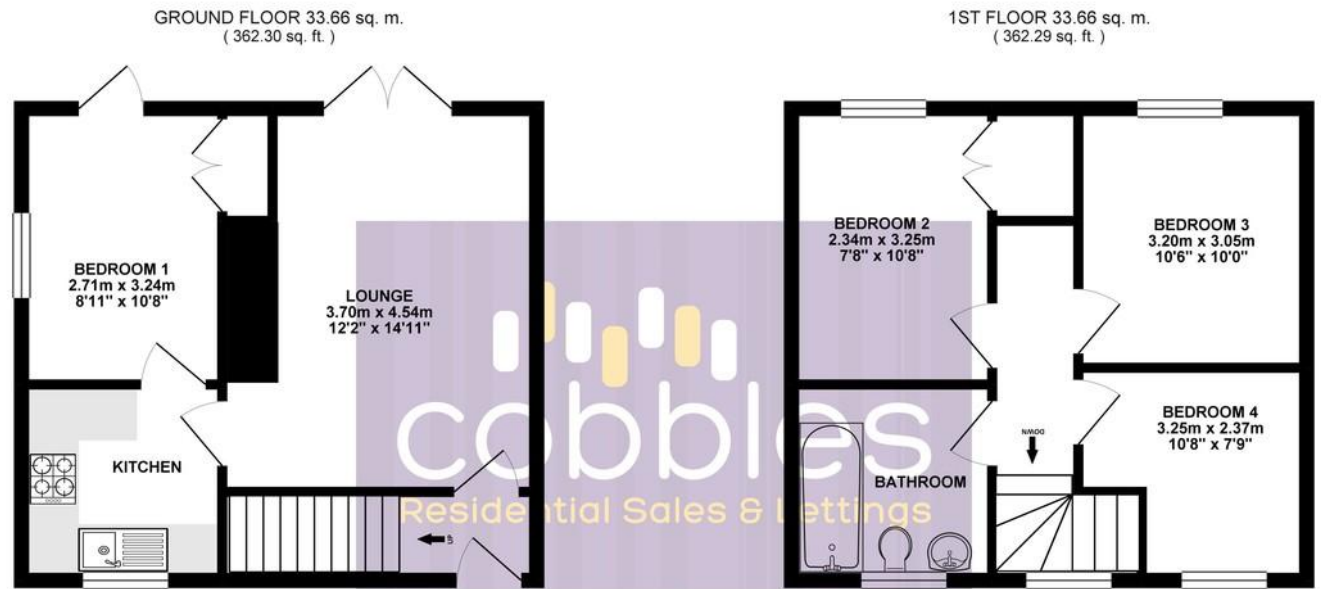 GROUND FLOOR 33.66 sq. m.
( 362.30 sq. ft. )
1ST FLOOR 33.66 sq. m.
( 362.29 sq. ft. )
BEDROOM 1
2.71m x 3.24m
8'11" x 10'8"
LOUNGE
3.70m x 4.54m
12'2" x 14'11"
KITCHEN
UP
BEDROOM 2
2.34m x 3.25m
7'8" x 10'8"
BEDROOM 3
3.20m x 3.05m
10'6" x 10'0"
BEDROOM 4
3.25m x 2.37m
10'8" x 7'9"
DOWN
BATHROOM
cobbles
Residential Sales & Lettings